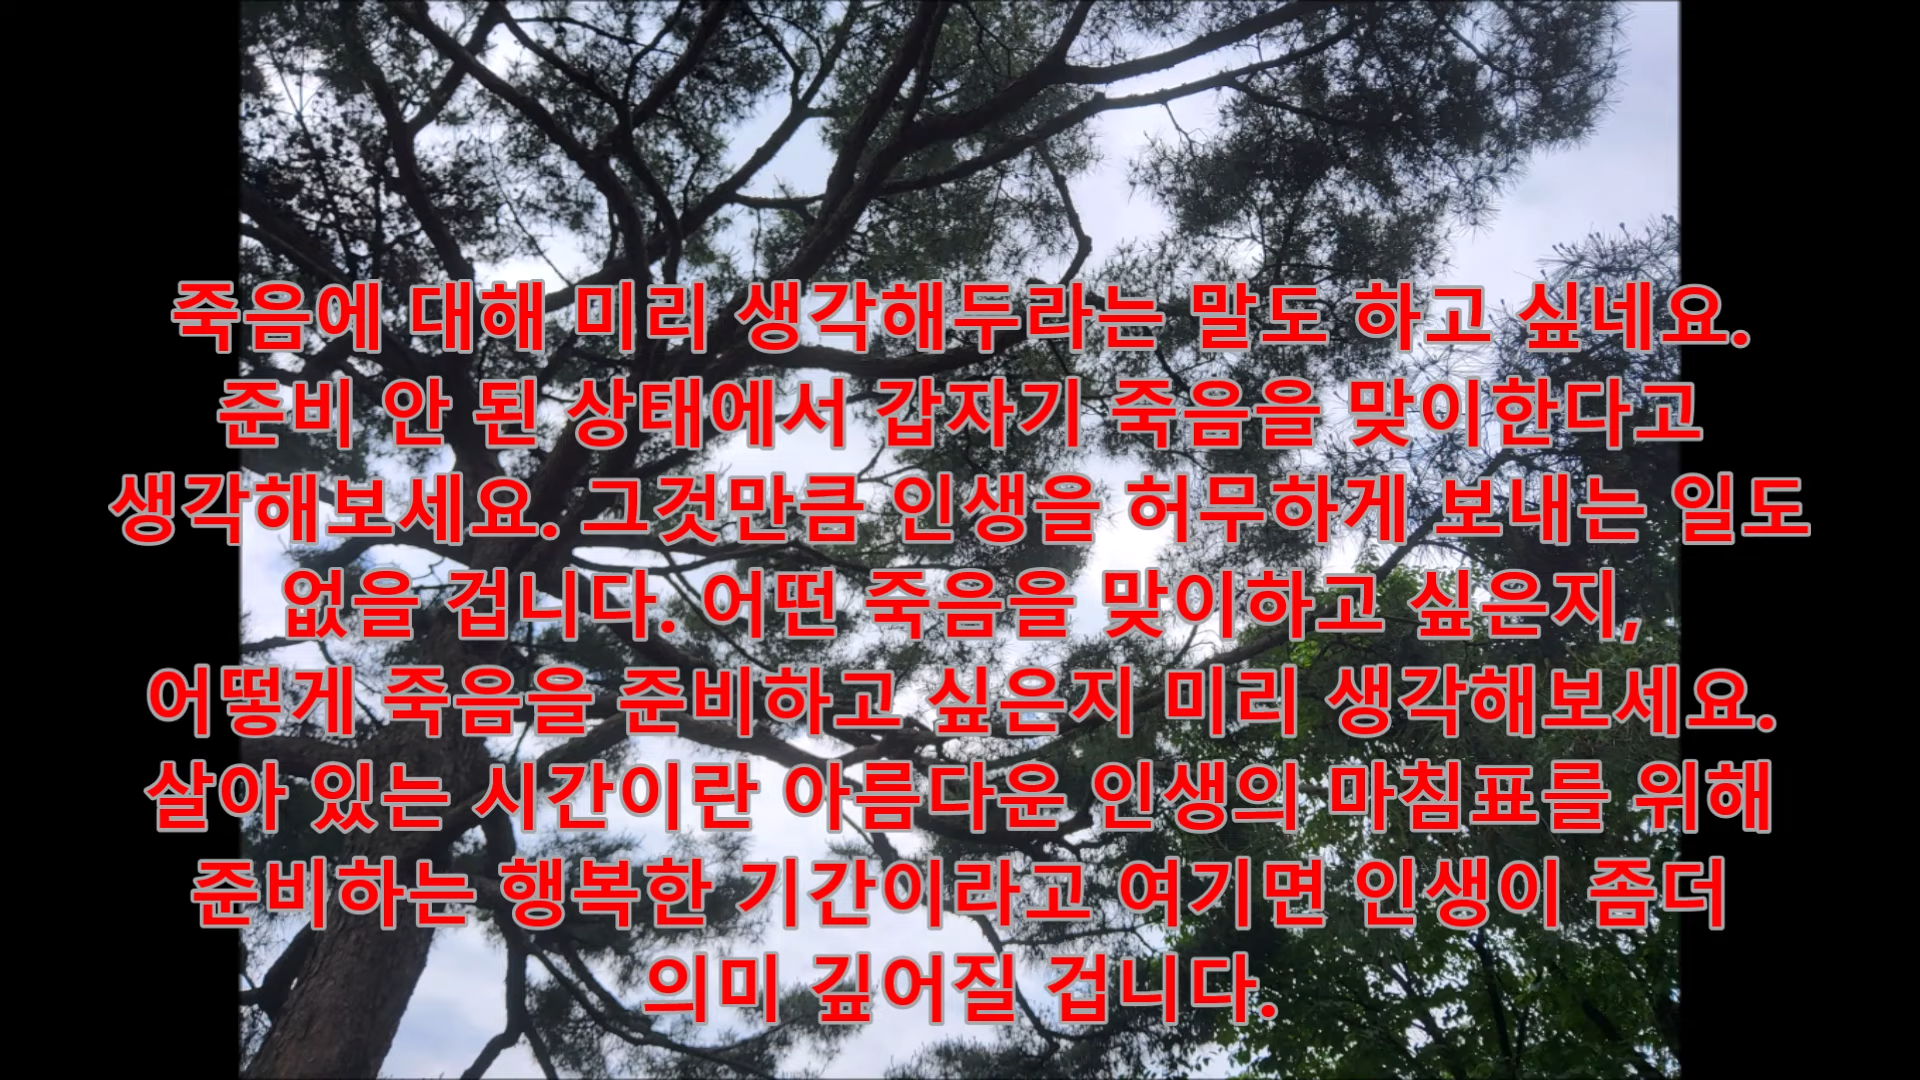 죽음에 대해 미리 생각해두라는 말도 하고 싶네요.
준비 안 된 상태에서 갑자기 죽음을 맞이한다고
생각해보세요. 그것만큼 인생을 허무하게 보내는 일도
없을 겁니다. 어떤 죽음을 맞이하고 싶은지,
어떻게 죽음을 준비하고 싶은지 미리 생각해보세요.
살아 있는 시간이란 아름다운 인생의 마침표를 위해
준비하는 행복한 기간이라고 여기면 인생이 좀더
의미 깊어질 겁니다.